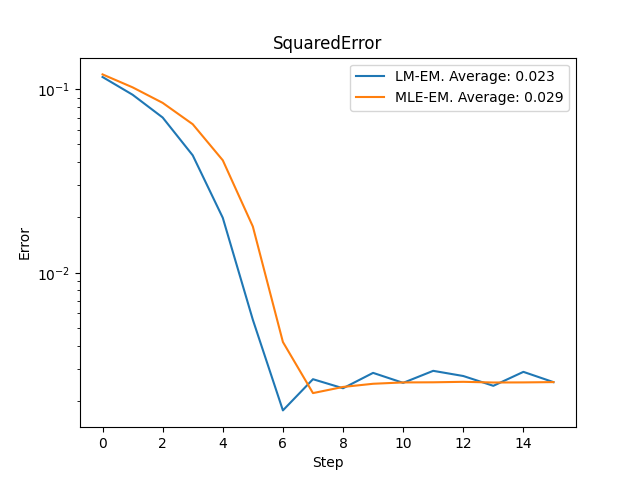 SquaredError
LM-EM. Average: 0.023
MLE-EM. Average: 0.029
10⁻¹
10⁻²
Error
0 2 4 6 8 10 12 14
Step